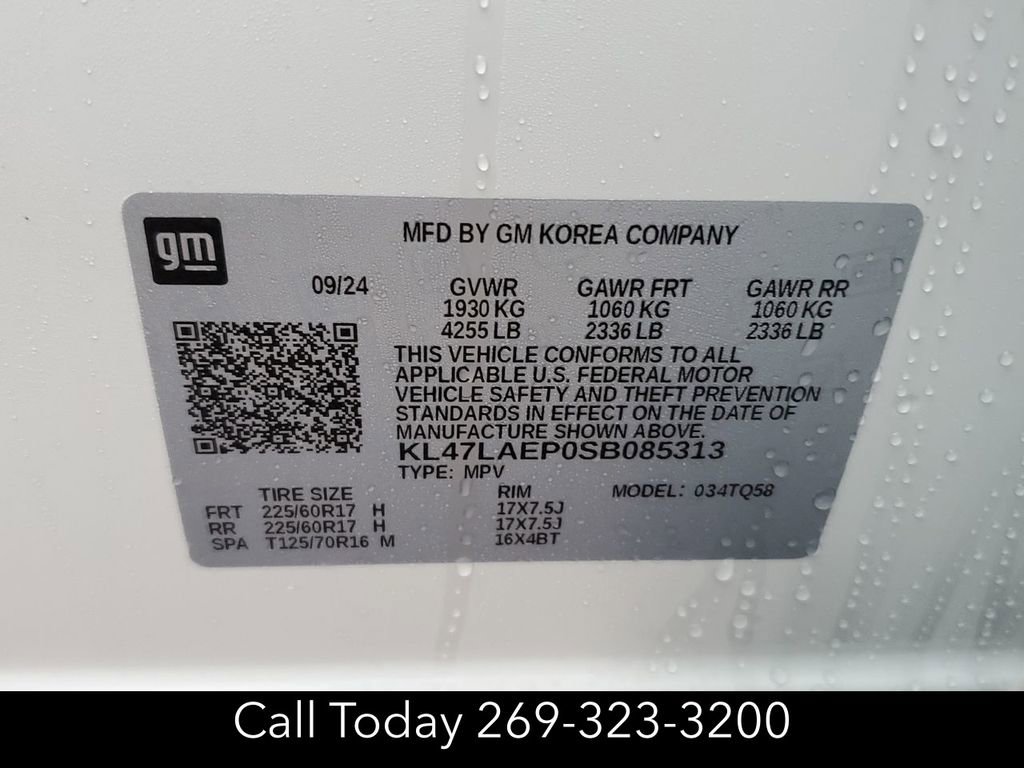 gm
MFD BY GM KOREA COMPANY
09/24 GVWR GAWR FRT GAWR RR
1930 KG 1060 KG 1060 KG
4255 LB 2336 LB 2336 LB
THIS VEHICLE CONFORMS TO ALL
APPLICABLE U.S. FEDERAL MOTOR
VEHICLE SAFETY AND THEFT PREVENTION
STANDARDS IN EFFECT ON THE DATE OF
MANUFACTURE SHOWN ABOVE.
KL47LAEP0SB085313
TYPE: MPV
TIRE SIZE RIM MODEL: 034TQ58
FRT 225/60R17 H 17X7.5J
RR 225/60R17 H 17X7.5J
SPA T125/70R16 M 16X4BT
Call Today 269-323-3200